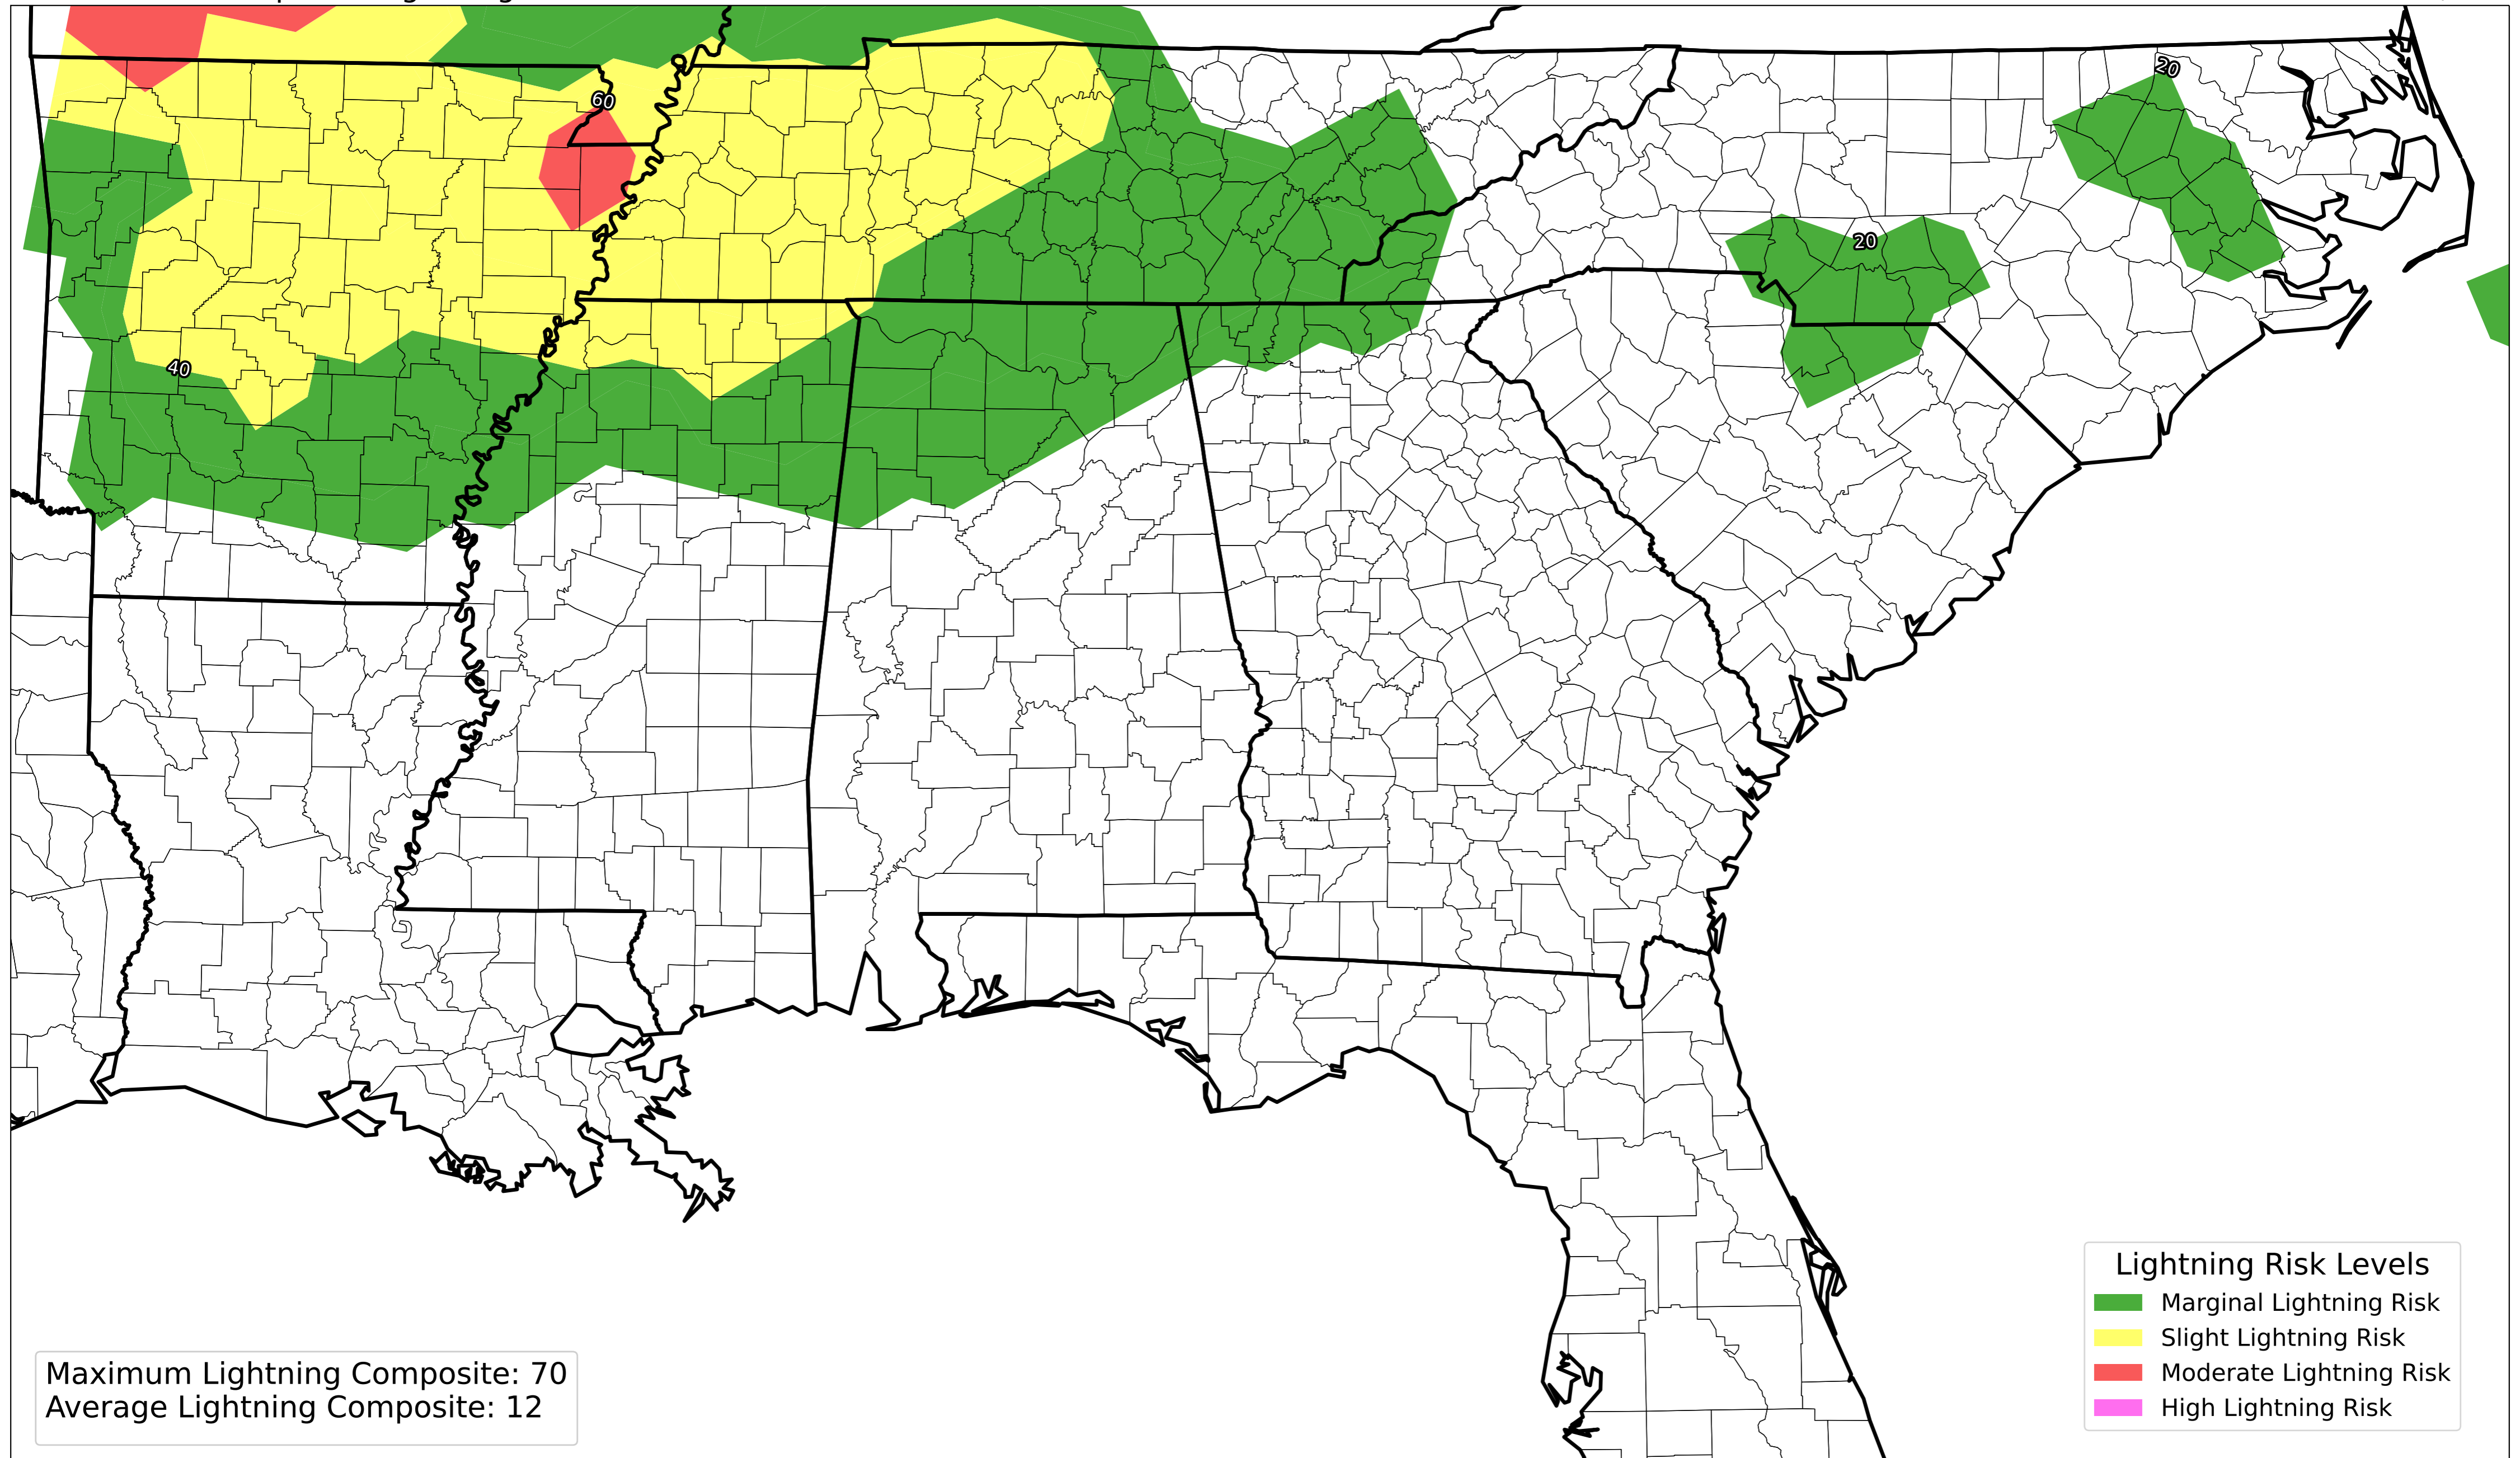 20
60
20
40
Lightning Risk Levels
Marginal Lightning Risk
Slight Lightning Risk
Moderate Lightning Risk
High Lightning Risk
Maximum Lightning Composite: 70
Average Lightning Composite: 12